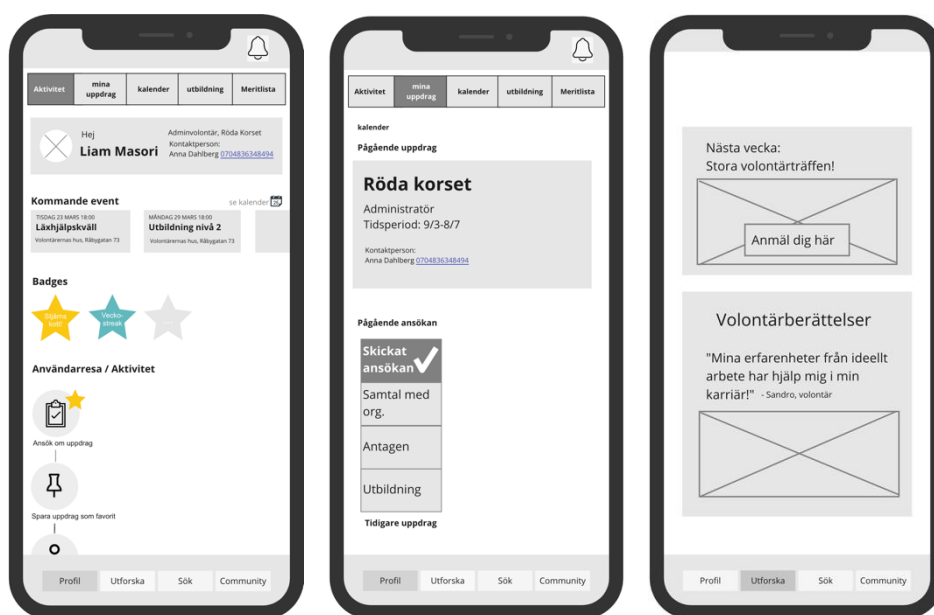 Aktivitet
mina
uppdrag
kalender
utbildning
Meritlista
Hej
Liam Masori
Adminvolontär, Röda Korset
Kontaktperson:
Anna Dahlberg 0704836348494
Kommande event
se kalender
TISDAG 23 MARS 18:00
Läxhjälpskväll
Volontärernas hus, Råbygatan 73
MÅNDAG 29 MARS 18:00
Utbildning nivå 2
Volontärernas hus, Råbygatan 73
Badges
Stjärn-
skott!
Vecko-
streak
Användarresa / Aktivitet
Ansök om uppdrag
Spara uppdrag som favorit
Profil
Utforska
Sök
Community
Aktivitet
mina
uppdrag
kalender
utbildning
Meritlista
kalender
Pågående uppdrag
Röda korset
Administratör
Tidsperiod: 9/3-8/7
Kontaktperson:
Anna Dahlberg 0704836348494
Pågående ansökan
Skickat
ansökan
Samtal med
org.
Antagen
Utbildning
Tidigare uppdrag
Profil
Utforska
Sök
Community
Nästa vecka:
Stora volontärträffen!
Anmäl dig här
Volontärberättelser
"Mina erfarenheter från ideellt
arbete har hjälp mig i min
karriär!" - Sandro, volontär
Profil
Utforska
Sök
Community